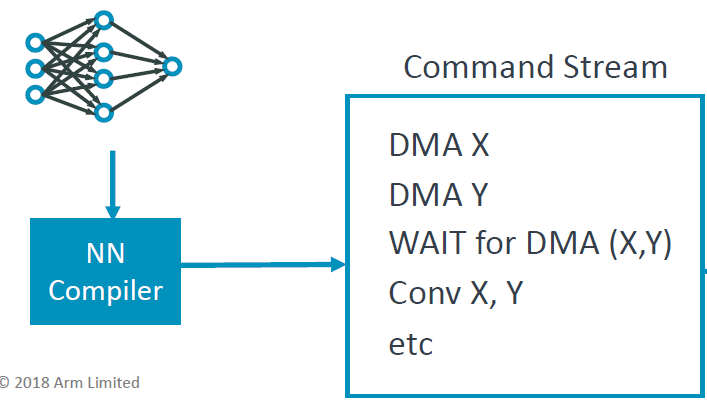 Command Stream
DMA X
DMA Y
WAIT for DMA (X,Y)
Conv X, Y
etc
NN
Compiler
© 2018 Arm Limited